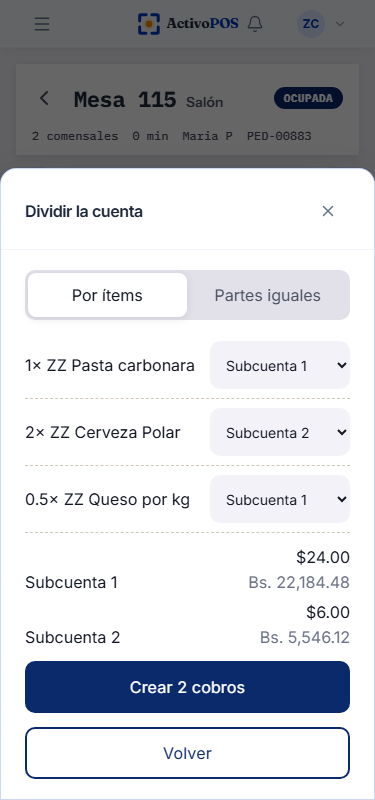 ActivoPOS
ZC
Mesa 115 Salón
OCUPADA
2 comensales 0 min Maria P PED-00883
Dividir la cuenta
Por ítems
Partes iguales
1× ZZ Pasta carbonara
Subcuenta 1
2× ZZ Cerveza Polar
Subcuenta 2
0.5× ZZ Queso por kg
Subcuenta 1
$24.00
Subcuenta 1
Bs. 22,184.48
$6.00
Subcuenta 2
Bs. 5,546.12
Crear 2 cobros
Volver